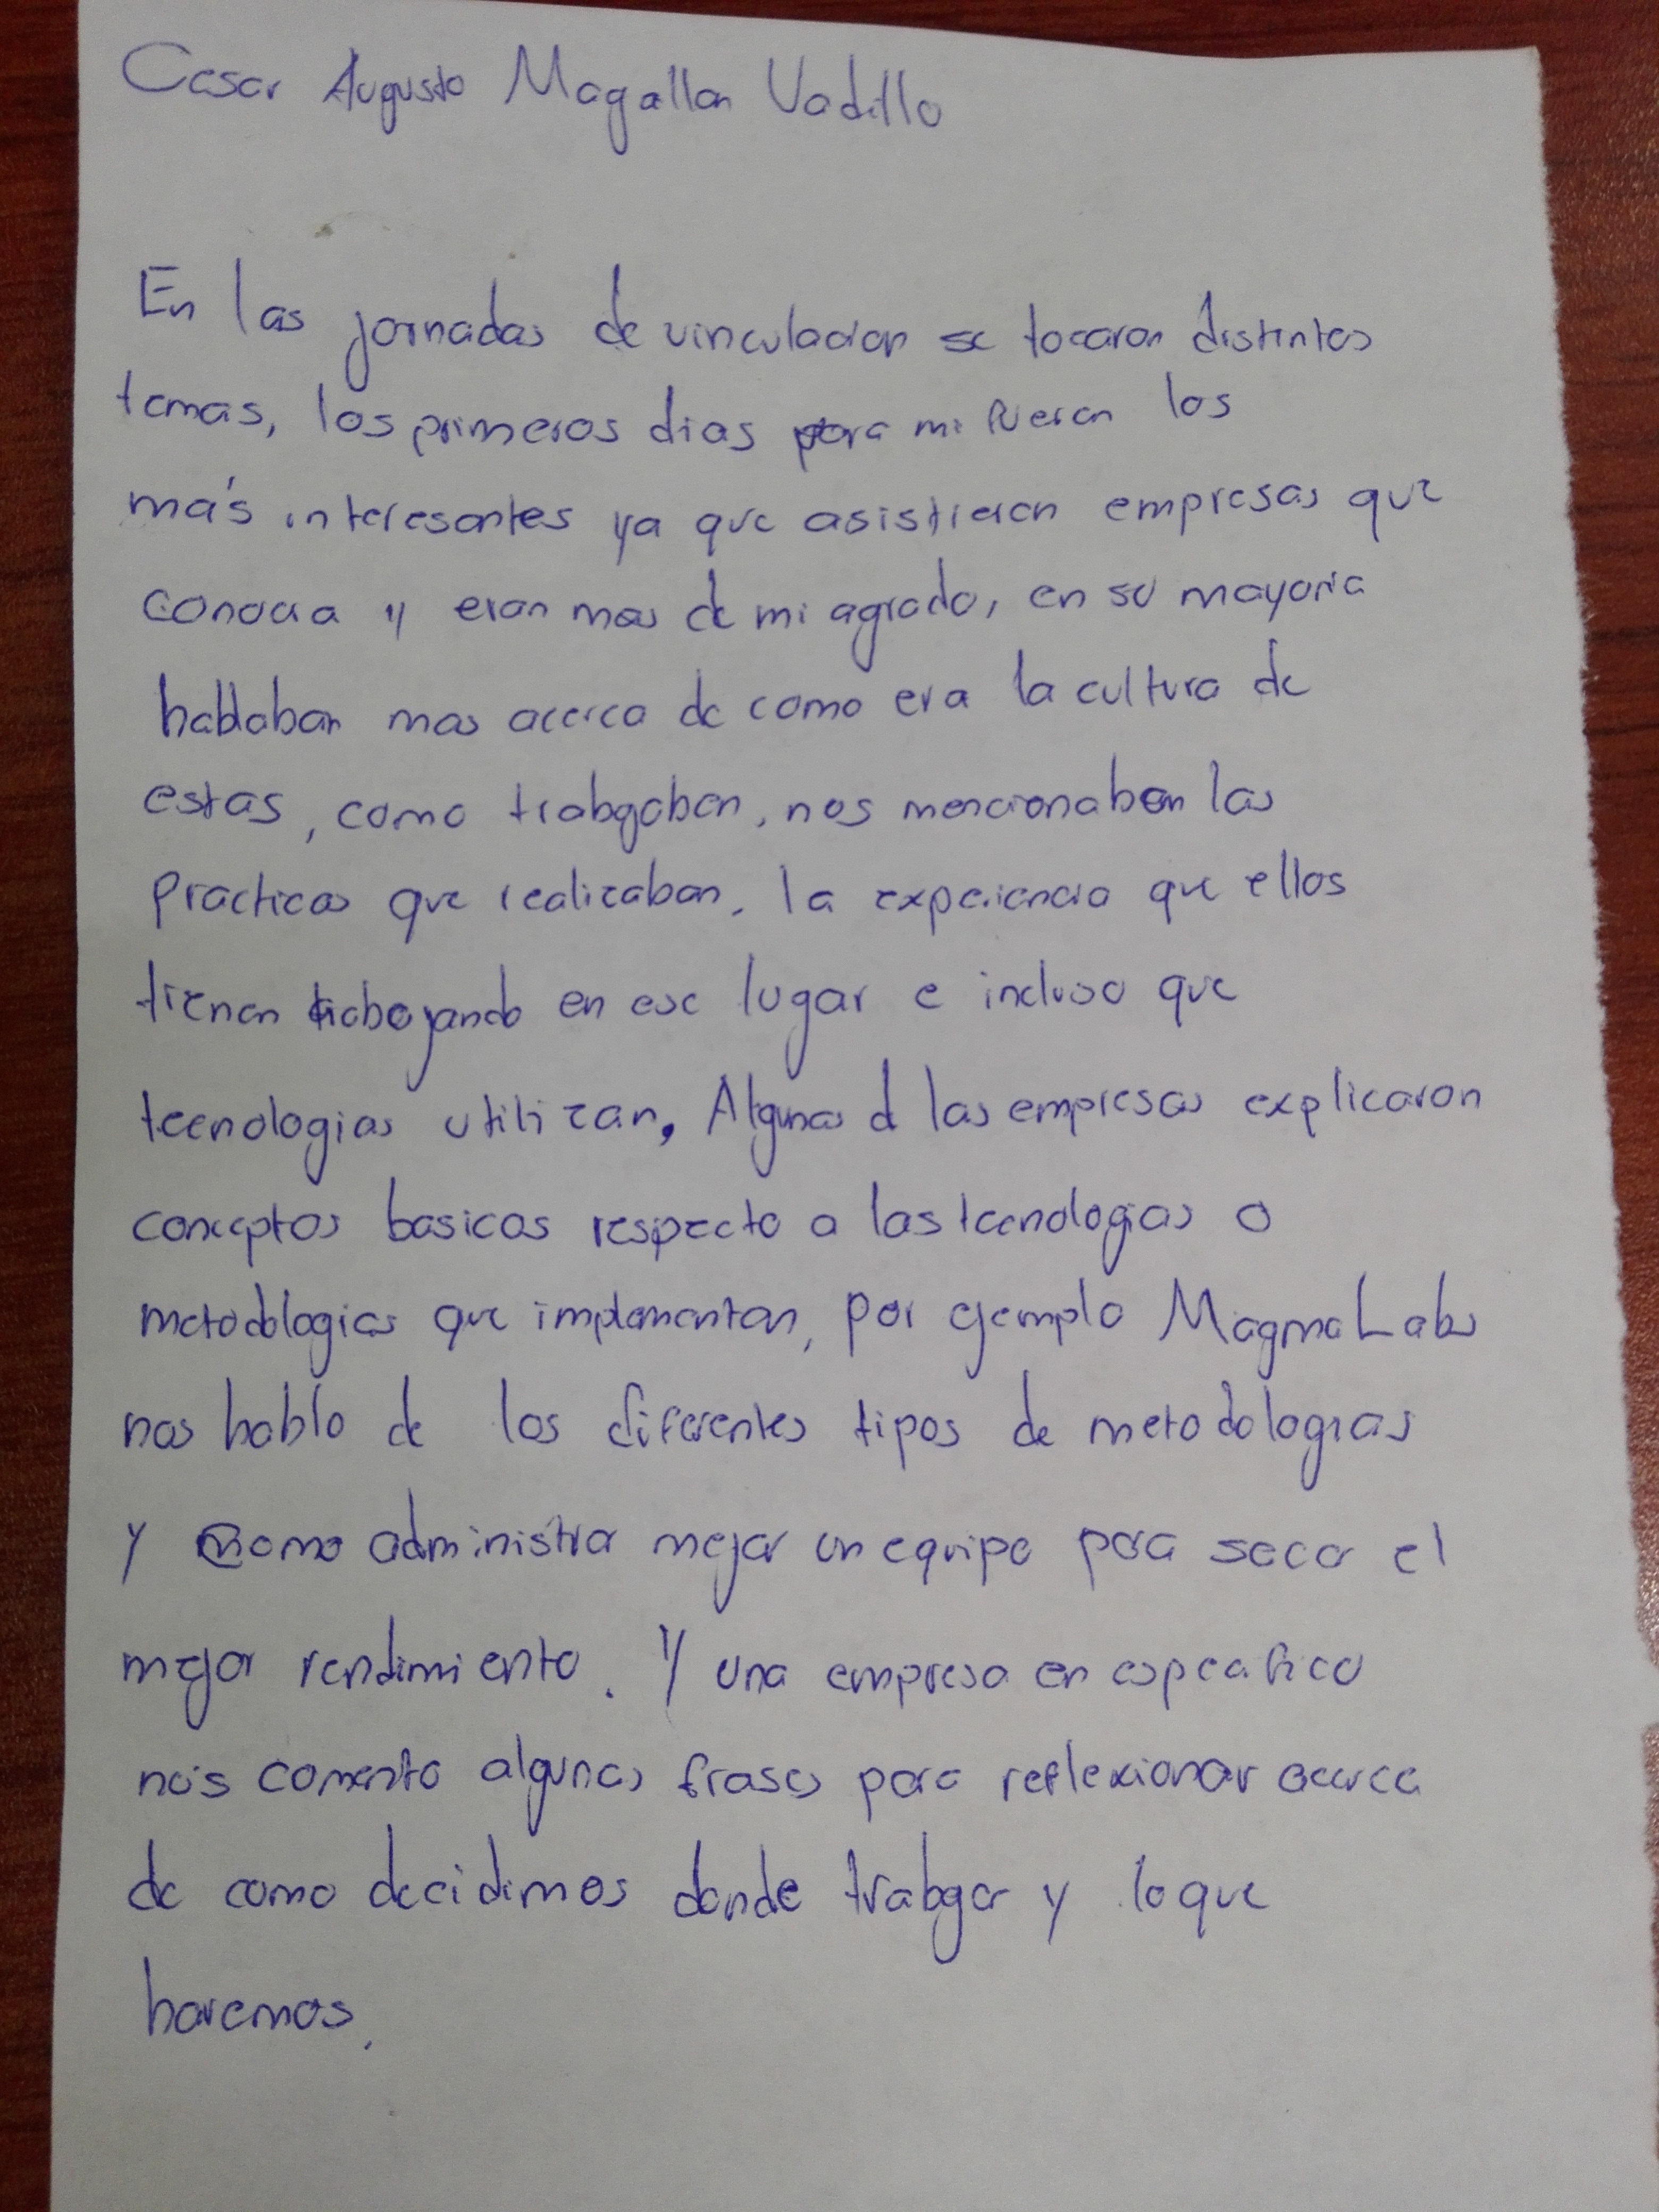 Cesar Augusto Magallan Vadillo
En las jornadas de vinculacion se tocaron distintos
temas, los primeros dias para mi fueron los
más interesantes ya que asistieron empresas que
conocia y eran mas de mi agrado, en su mayoría
hablaban mas acerca de como era la cultura de
estas, como trabajaban, nos mencionaban las
practicas que realizaban, la experiencia que ellos
tienen trabajando en ese lugar e incluso que
tecnologias utilizan, Algunas d las empresas explicaron
conceptos basicos respecto a las tecnologias o
metodologias que implementan, por ejemplo MagmaLabs
nos hablo de los diferentes tipos de metodologias
y como administra mejor un equipo para sacar el
mejor rendimiento. Y una empresa en especifico
nos comento algunas frases para reflexionar acerca
de como decidimos donde trabajar y lo que
haremos.